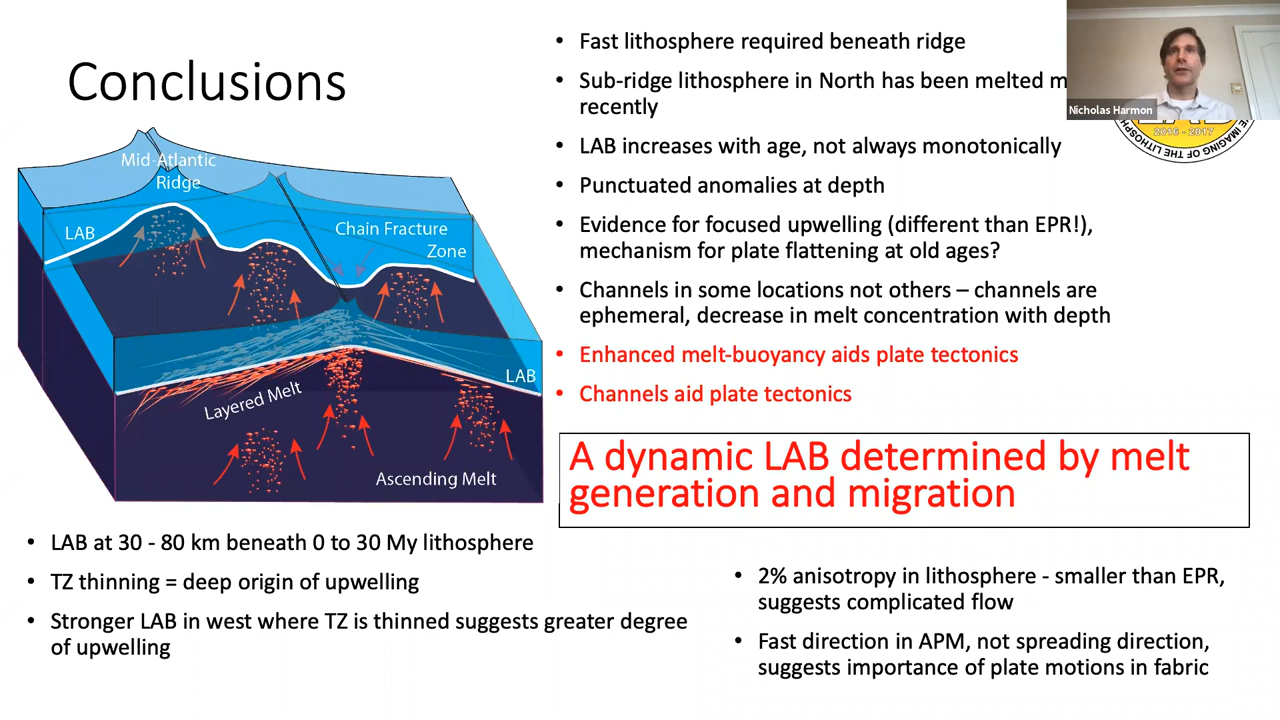 Conclusions
Mid-Atlantic
Ridge
LAB
Chain Fracture
Zone
LAB
Layered Melt
Ascending Melt
• LAB at 30 - 80 km beneath 0 to 30 My lithosphere
• TZ thinning = deep origin of upwelling
• Stronger LAB in west where TZ is thinned suggests greater degree
of upwelling
• Fast lithosphere required beneath ridge
• Sub-ridge lithosphere in North has been melted
recently
• LAB increases with age, not always monotonically
• Punctuated anomalies at depth
• Evidence for focused upwelling (different than EPR!),
mechanism for plate flattening at old ages?
• Channels in some locations not others – channels are
ephemeral, decrease in melt concentration with depth
• Enhanced melt-buoyancy aids plate tectonics
• Channels aid plate tectonics
A dynamic LAB determined by melt
generation and migration
• 2% anisotropy in lithosphere - smaller than EPR,
suggests complicated flow
• Fast direction in APM, not spreading direction,
suggests importance of plate motions in fabric
Nicholas Harmon
2016 - 2017
IMAGING OF THE